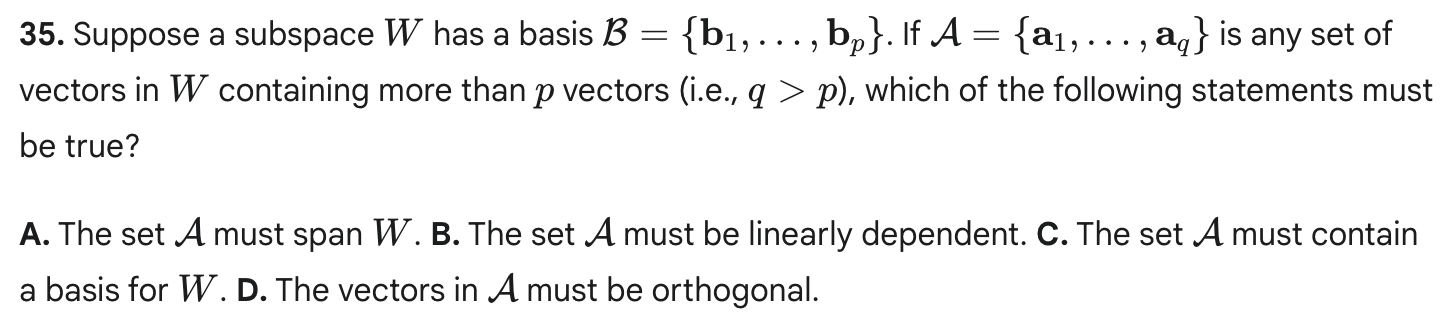 35. Suppose a subspace W has a basis ℬ = {b₁, . . . , bₚ}. If 𝒜 = {a₁, . . . , a_q} is any set of
vectors in W containing more than p vectors (i.e., q > p), which of the following statements must
be true?
A. The set 𝒜 must span W. B. The set 𝒜 must be linearly dependent. C. The set 𝒜 must contain
a basis for W. D. The vectors in 𝒜 must be orthogonal.